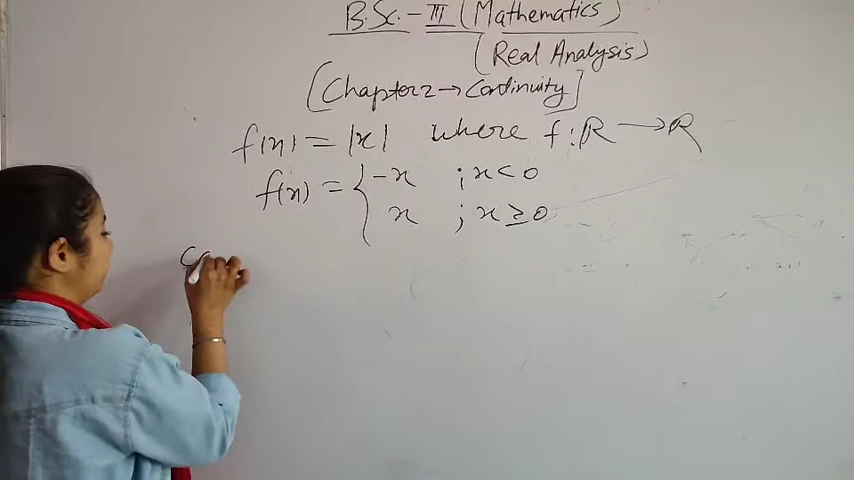 B.Sc. - III (Mathematics)
(Real Analysis)
[Chapter 2 → Continuity]
f(x) = |x| where f: ℝ → ℝ
f(x) = { -x ; x < 0
x ; x ≥ 0